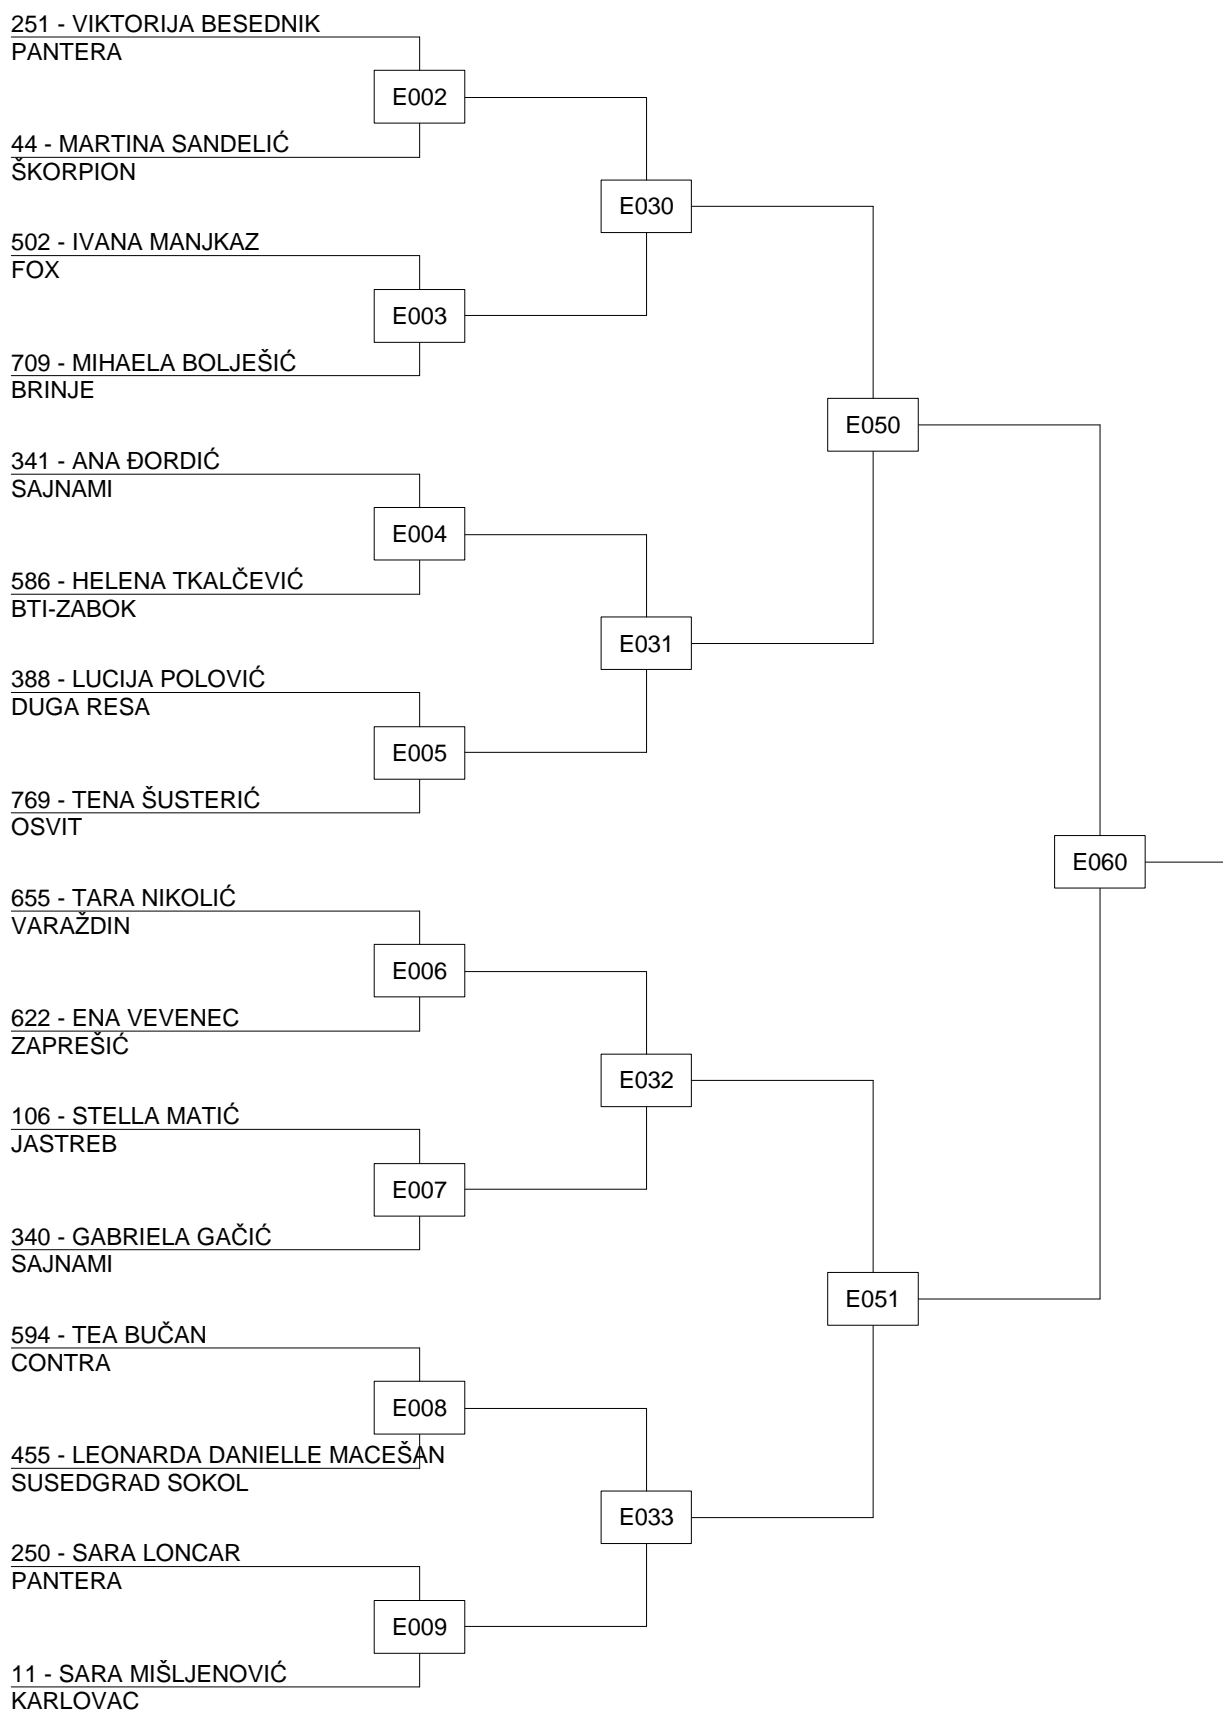 251 - VIKTORIJA BESEDNIK
PANTERA
E002
44 - MARTINA SANDELIĆ
ŠKORPION
E030
502 - IVANA MANJKAZ
FOX
E003
709 - MIHAELA BOLJEŠIĆ
BRINJE
E050
341 - ANA ĐORDIĆ
SAJNAMI
E004
586 - HELENA TKALČEVIĆ
BTI-ZABOK
E031
388 - LUCIJA POLOVIĆ
DUGA RESA
E005
769 - TENA ŠUSTERIĆ
OSVIT
E060
655 - TARA NIKOLIĆ
VARAŽDIN
E006
622 - ENA VEVENEC
ZAPREŠIĆ
E032
106 - STELLA MATIĆ
JASTREB
E007
340 - GABRIELA GAČIĆ
SAJNAMI
E051
594 - TEA BUČAN
CONTRA
E008
455 - LEONARDA DANIELLE MACEŠAN
SUSEDGRAD SOKOL
E033
250 - SARA LONCAR
PANTERA
E009
11 - SARA MIŠLJENOVIĆ
KARLOVAC